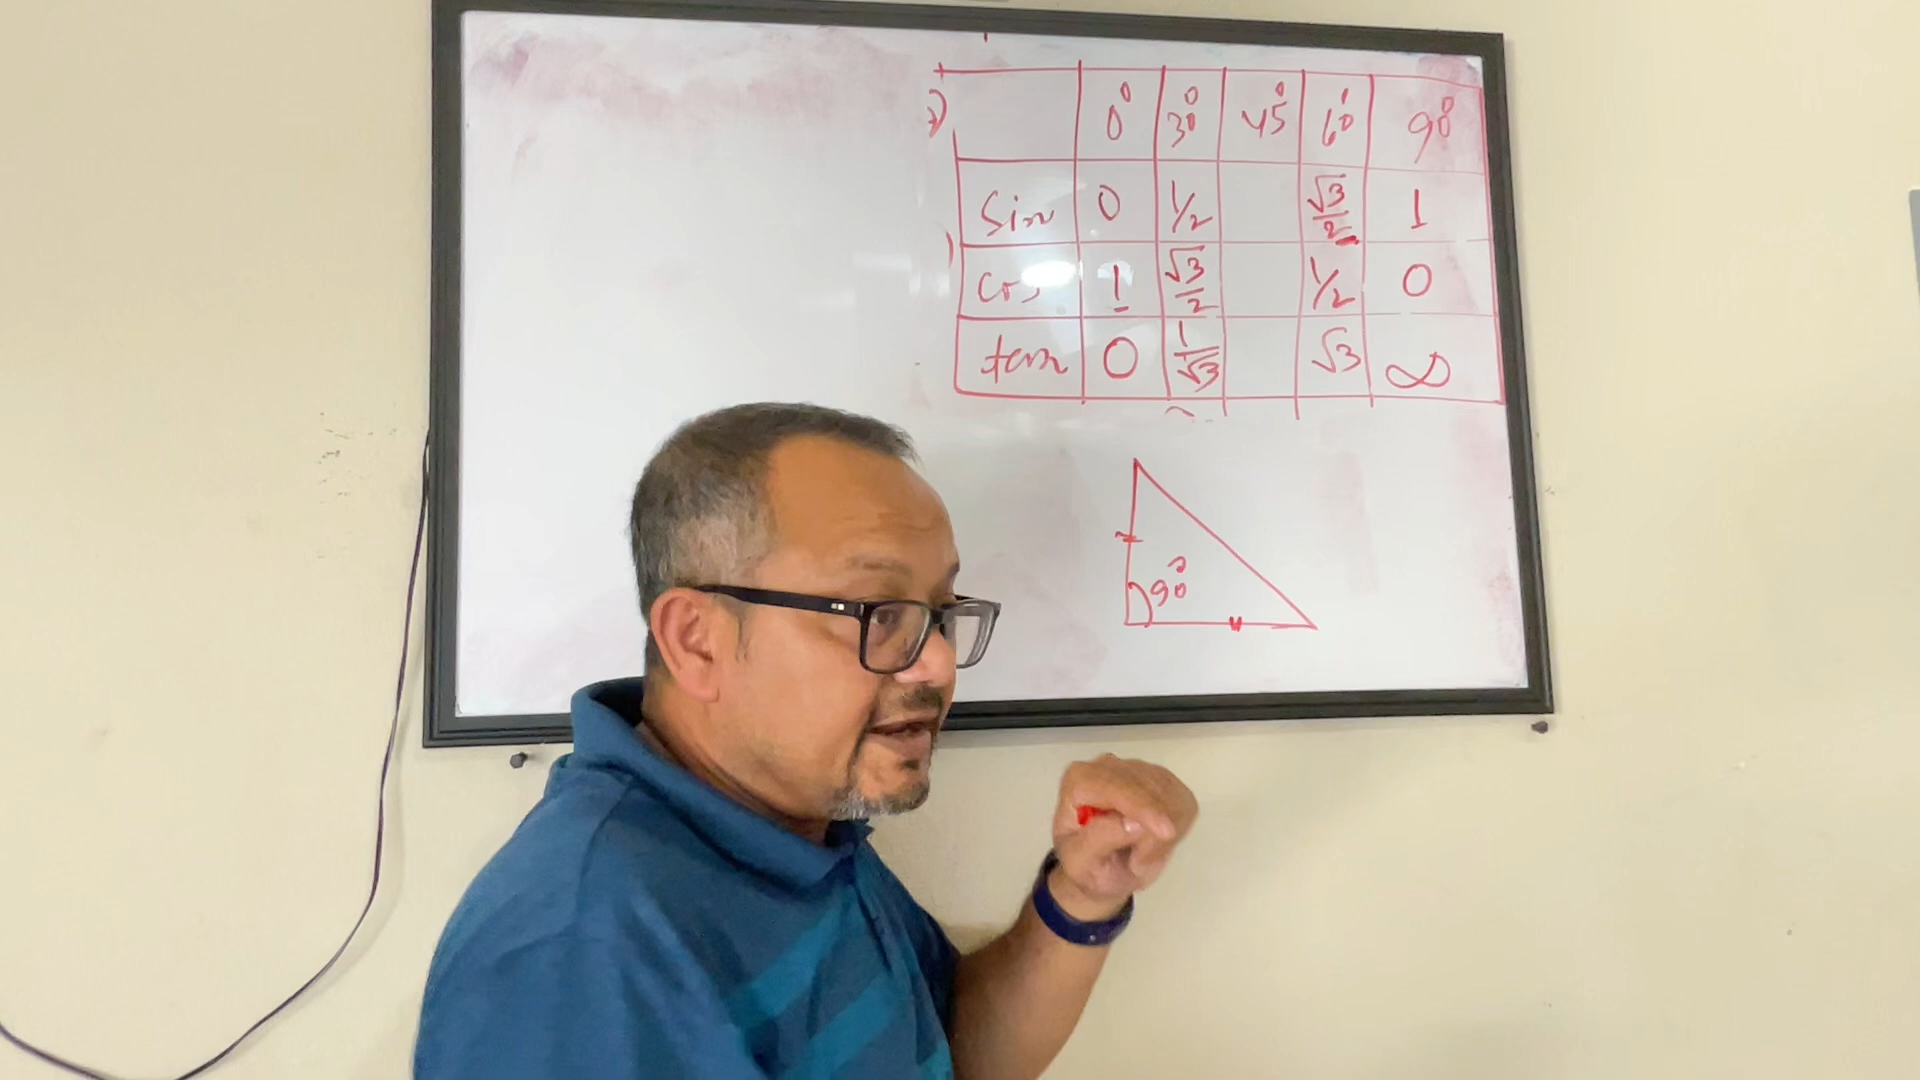 0° 30° 45° 60° 90°
Sin 0 1/2 √3/2 1
Cos 1 √3/2 1/2 0
tan 0 1/√3 √3 ∞
90°